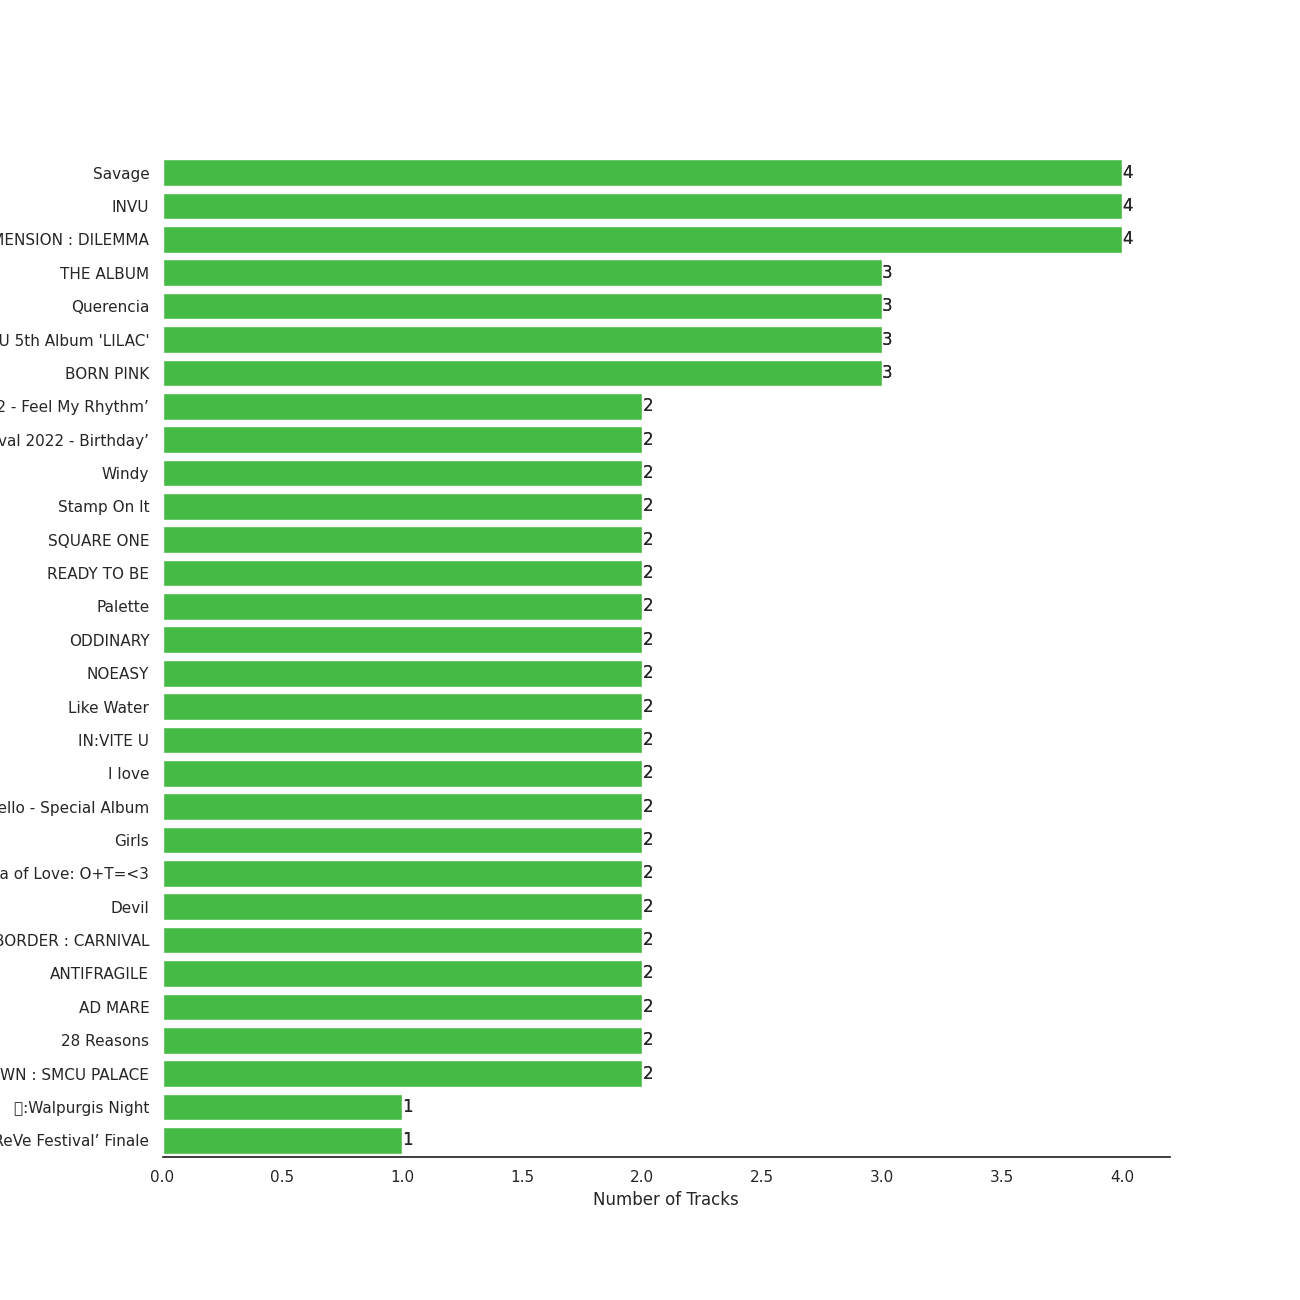 Savage 4
INVU 4
MENSION : DILEMMA 4
THE ALBUM 3
Querencia 3
U 5th Album 'LILAC' 3
BORN PINK 3
2 - Feel My Rhythm’ 2
val 2022 - Birthday’ 2
Windy 2
Stamp On It 2
SQUARE ONE 2
READY TO BE 2
Palette 2
ODDINARY 2
NOEASY 2
Like Water 2
IN:VITE U 2
I love 2
ello - Special Album 2
Girls 2
a of Love: O+T=<3 2
Devil 2
BORDER : CARNIVAL 2
ANTIFRAGILE 2
AD MARE 2
28 Reasons 2
WN : SMCU PALACE 2
:Walpurgis Night 1
ReVe Festival’ Finale 1
0.0 0.5 1.0 1.5 2.0 2.5 3.0 3.5 4.0
Number of Tracks